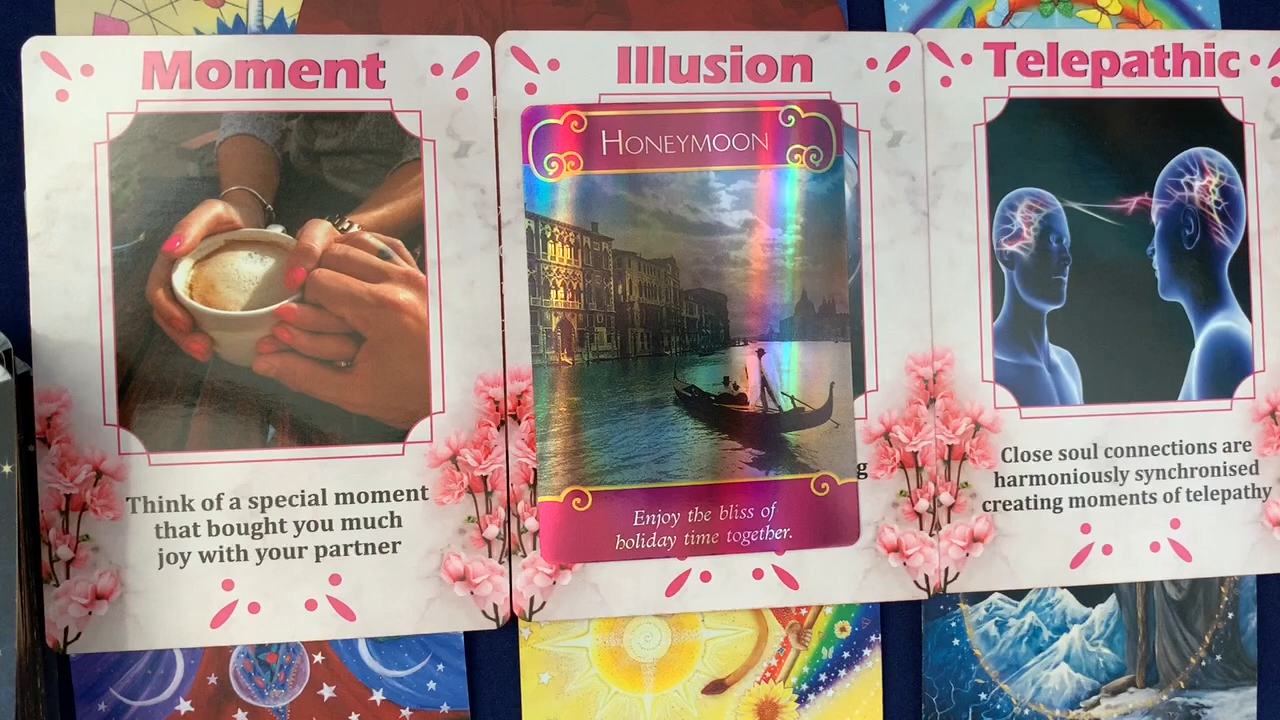 Moment
Think of a special moment
that bought you much
joy with your partner
Illusion
HONEYMOON
Enjoy the bliss of
holiday time together.
g
Telepathic
Close soul connections are
harmoniously synchronised
creating moments of telepathy